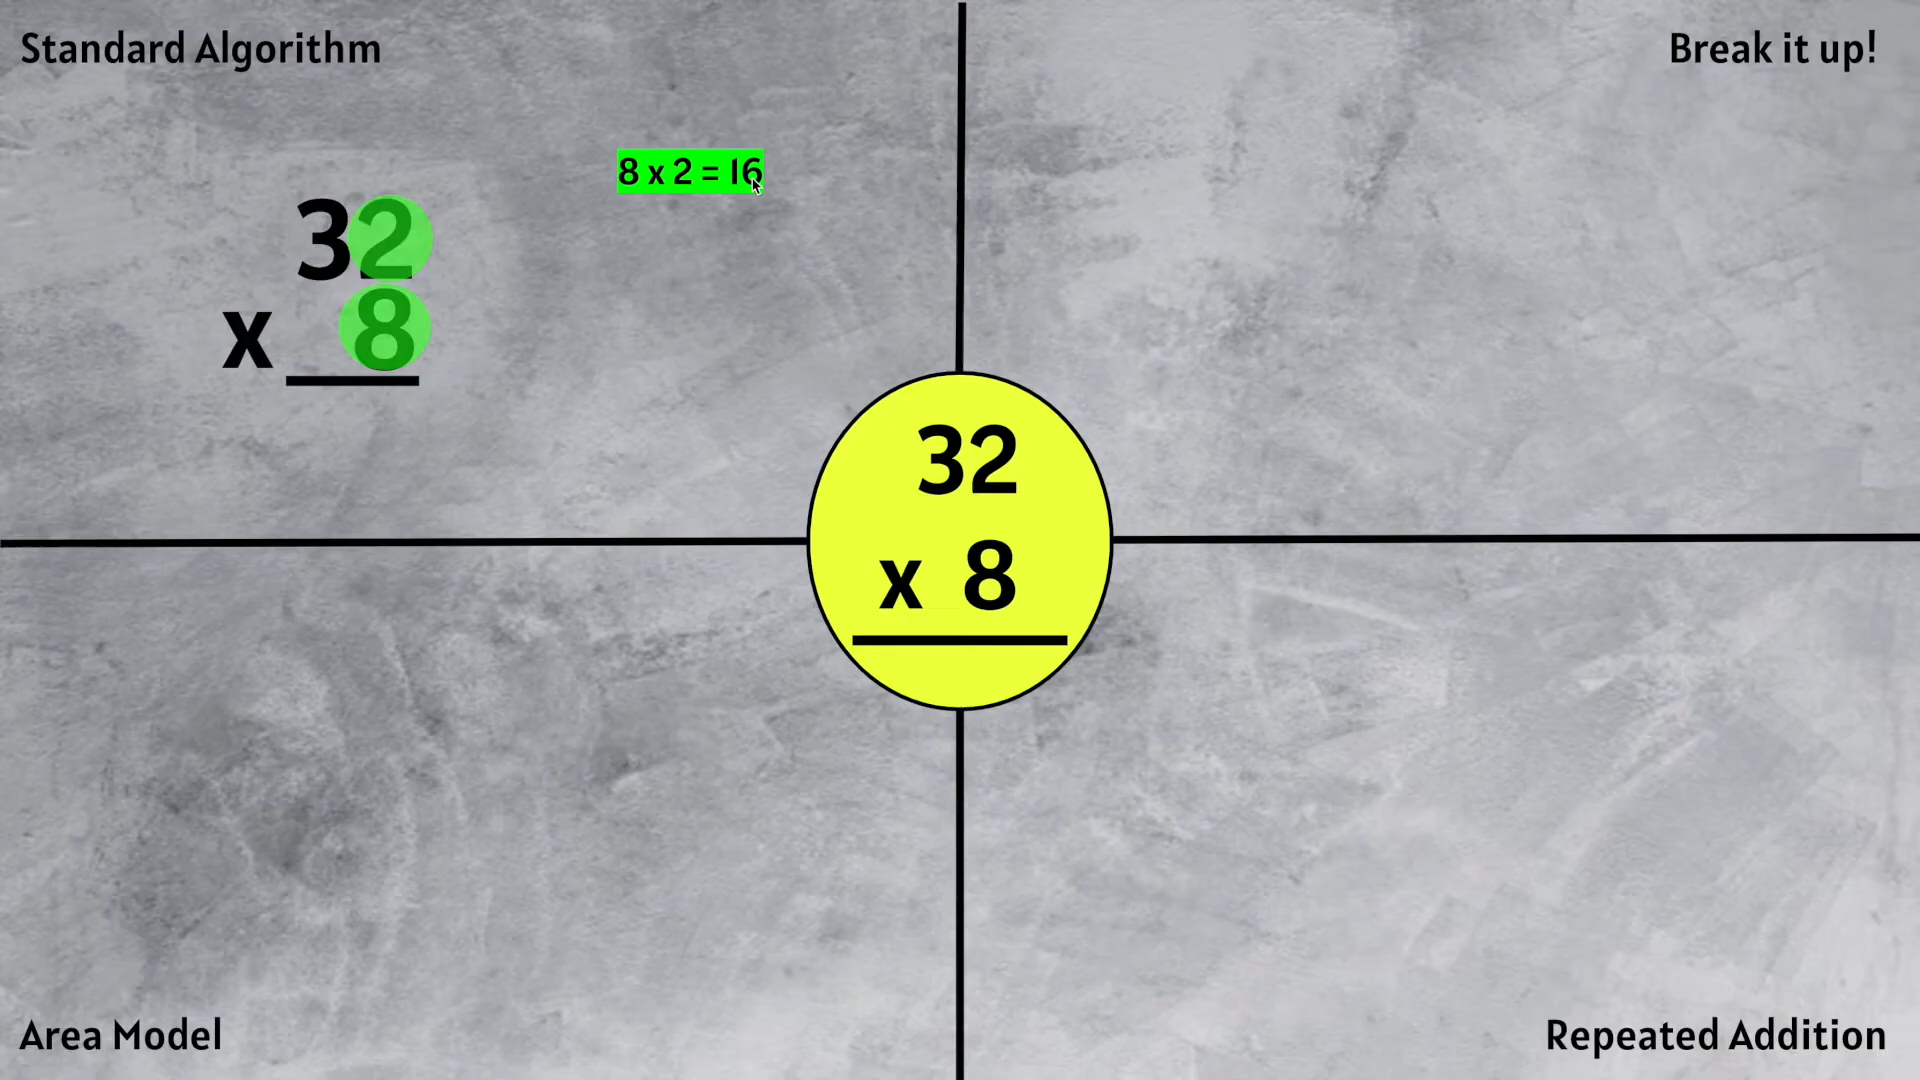 Standard Algorithm
Break it up!
8 x 2 = 16
32
x 8
32
x 8
Area Model
Repeated Addition